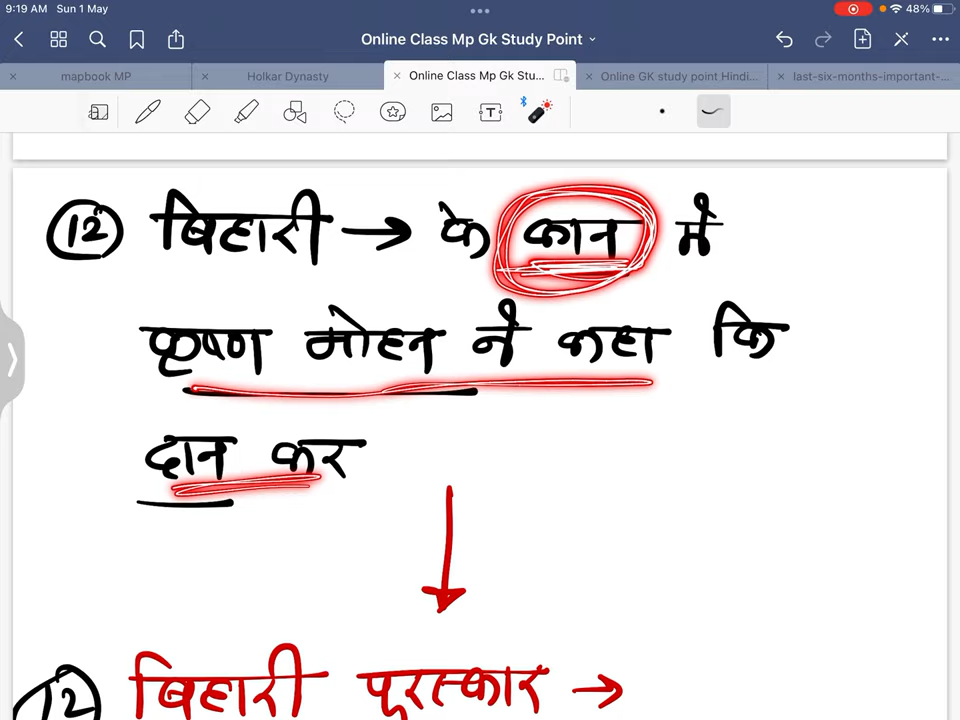 9:19 AM Sun 1 May
48%
Online Class Mp Gk Study Point
mapbook MP
Holkar Dynasty
Online Class Mp Gk Stu...
Online GK study point Hindi...
last-six-months-important-...
T
12 बिहारी → के कान में
कृष्ण मोहन ने कहा कि
दान कर
12 बिहारी पुरस्कार →